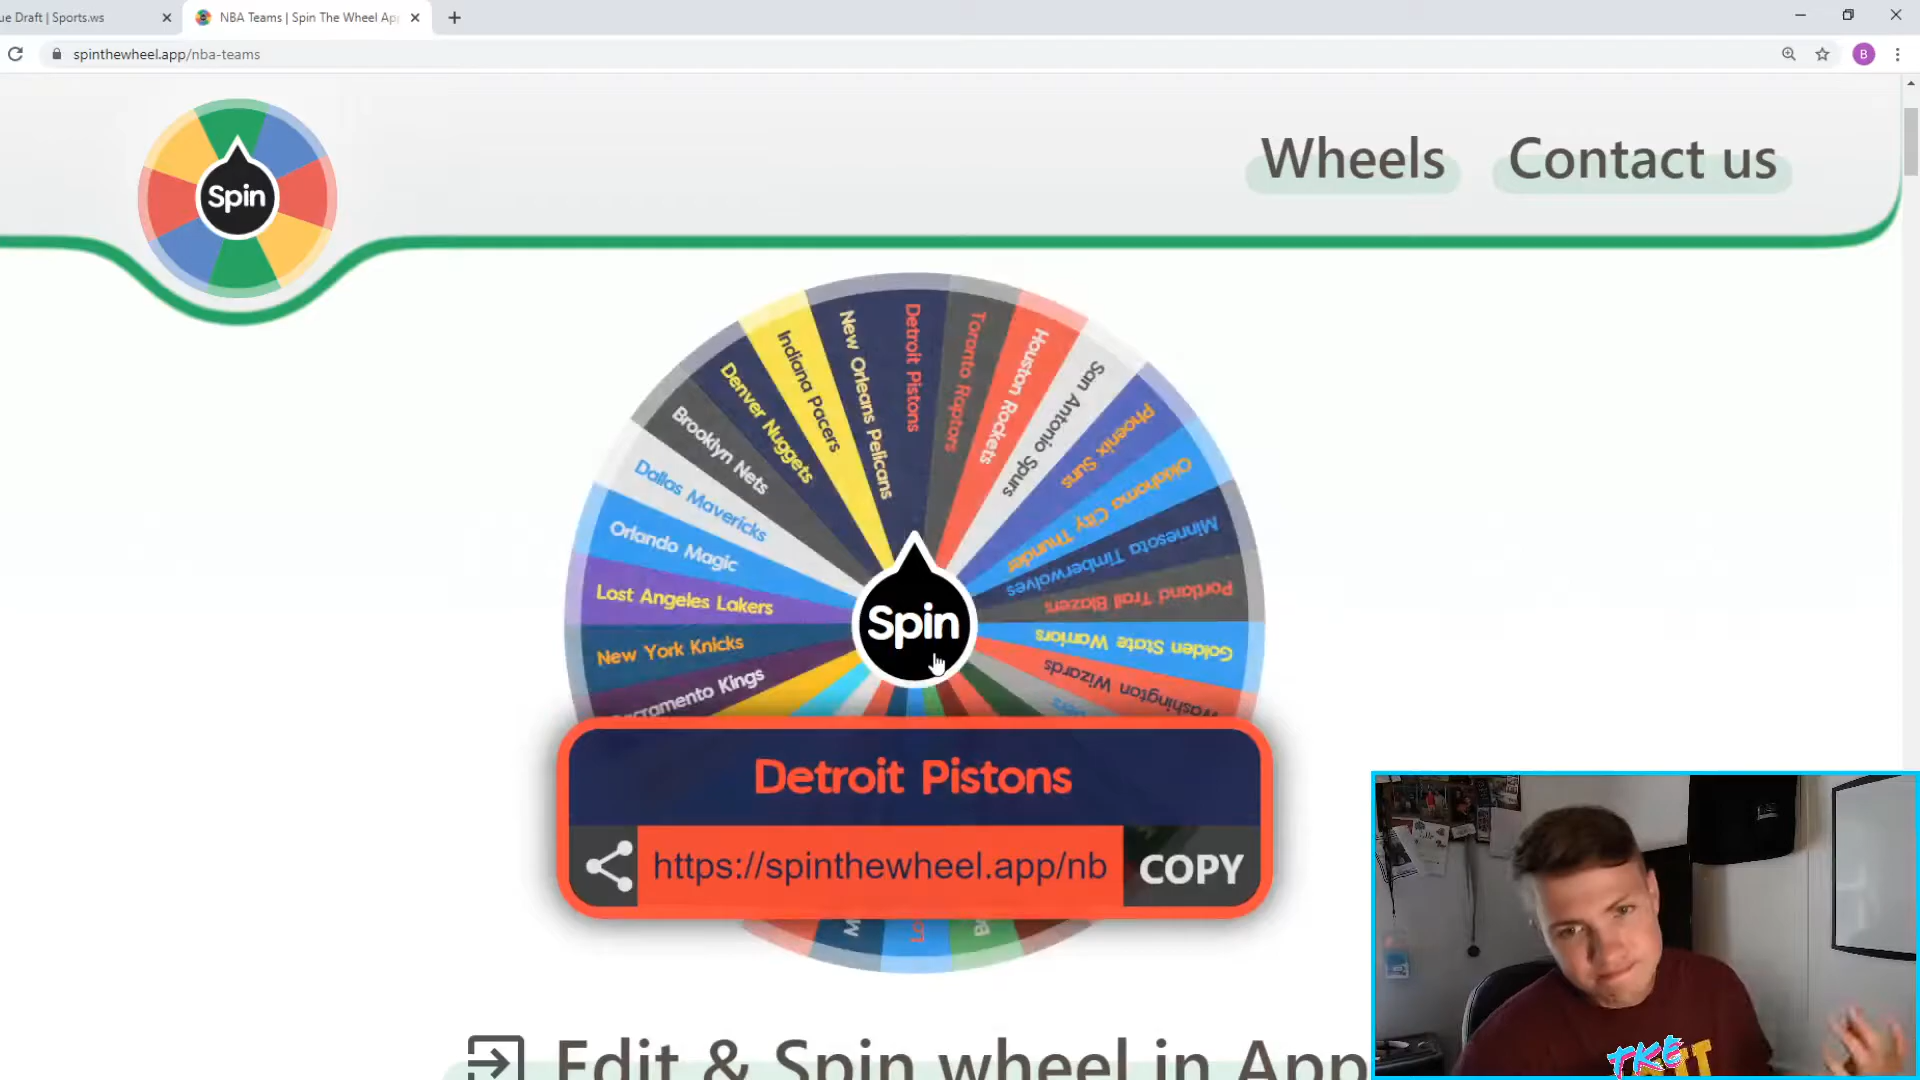 ue Draft | Sports.ws
NBA Teams | Spin The Wheel Ap
spinthewheel.app/nba-teams
B
Spin
Wheels
Contact us
Sacramento Kings
New York Knicks
Lost Angeles Lakers
Orlando Magic
Dallas Mavericks
Brooklyn Nets
Denver Nuggets
Indiana Pacers
New Orleans Pelicans
Detroit Pistons
Toronto Raptors
Houston Rockets
San Antonio Spurs
Phoenix Suns
Oklahoma City Thunder
Minnesota Timberwolves
Portland Trail Blazers
Golden State Warriors
Washington Wizards
Spin
Detroit Pistons
https://spinthewheel.app/nb
COPY
Edit & Spin wheel in App
TKE